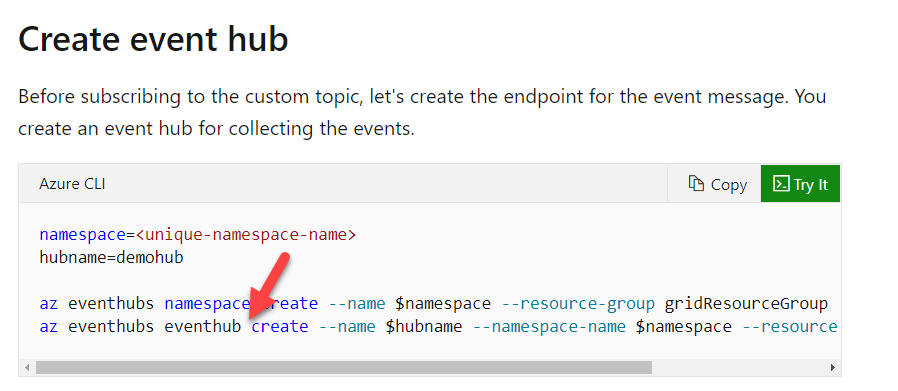 Create event hub
Before subscribing to the custom topic, let's create the endpoint for the event message. You
create an event hub for collecting the events.
Azure CLI
Copy
Try It
namespace=<unique-namespace-name>
hubname=demohub
az eventhubs namespace create --name $namespace --resource-group gridResourceGroup
az eventhubs eventhub create --name $hubname --namespace-name $namespace --resource